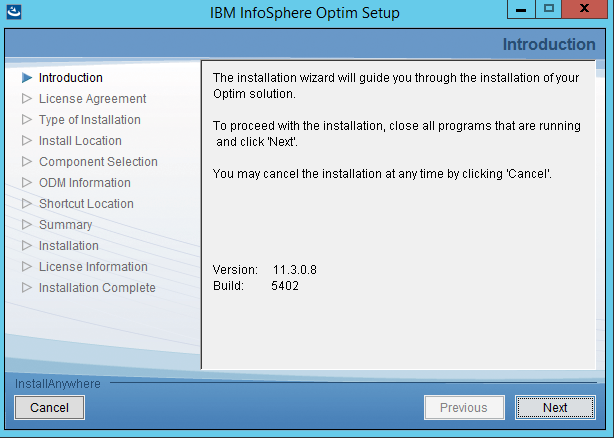 IBM InfoSphere Optim Setup
Introduction
Introduction
License Agreement
Type of Installation
Install Location
Component Selection
ODM Information
Shortcut Location
Summary
Installation
License Information
Installation Complete
The installation wizard will guide you through the installation of your
Optim solution.
To proceed with the installation, close all programs that are running
and click 'Next'.
You may cancel the installation at any time by clicking 'Cancel'.
Version: 11.3.0.8
Build: 5402
InstallAnywhere
Cancel
Previous
Next